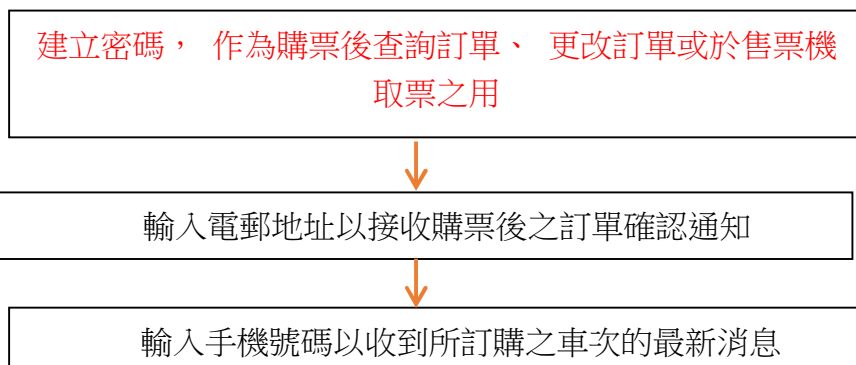 建立密碼， 作為購票後查詢訂單、 更改訂單或於售票機
取票之用
輸入電郵地址以接收購票後之訂單確認通知
輸入手機號碼以收到所訂購之車次的最新消息